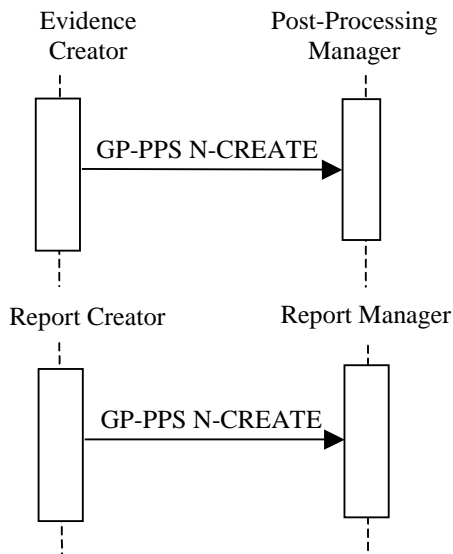 Evidence
Creator
Post-Processing
Manager
GP-PPS N-CREATE
Report Creator
Report Manager
GP-PPS N-CREATE